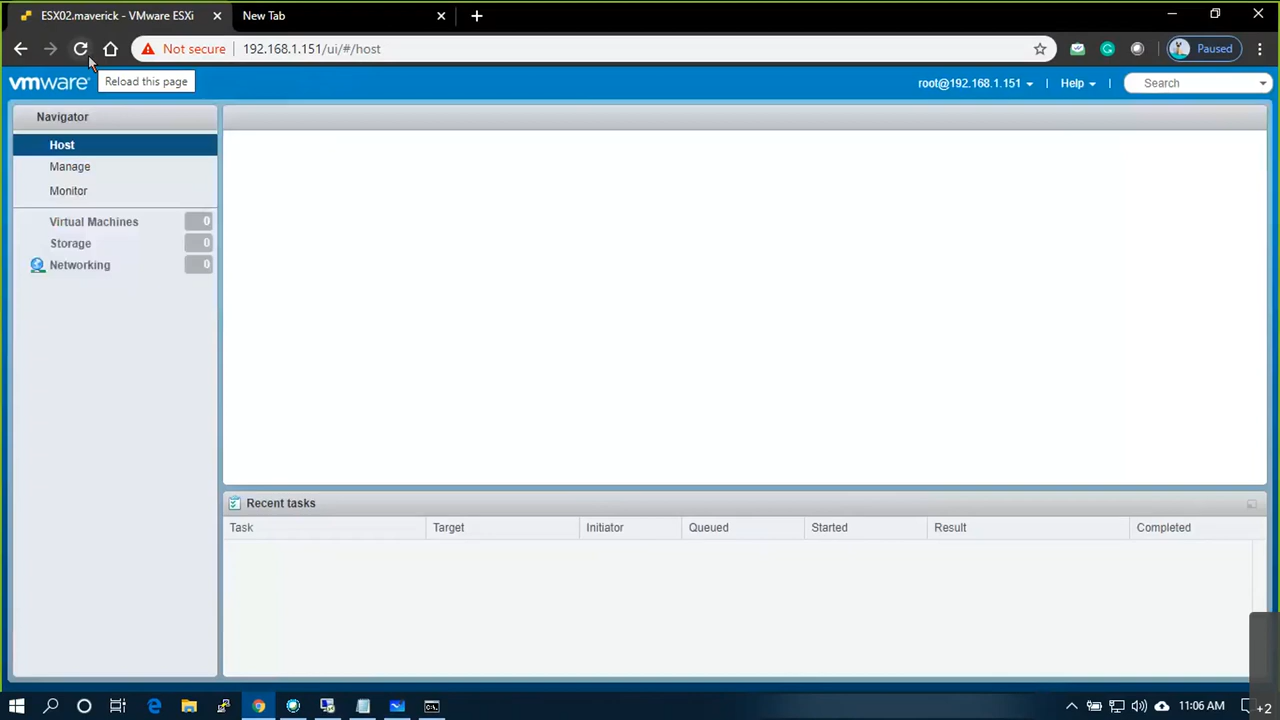 ESX02.maverick - VMware ESXi
New Tab
Not secure
192.168.1.151/ui/#/host
Paused
Reload this page
vmware
root@192.168.1.151
Help
Search
Navigator
Host
Manage
Monitor
Virtual Machines 0
Storage 0
Networking 0
Recent tasks
Task Target Initiator Queued Started Result Completed
11:06 AM
+2